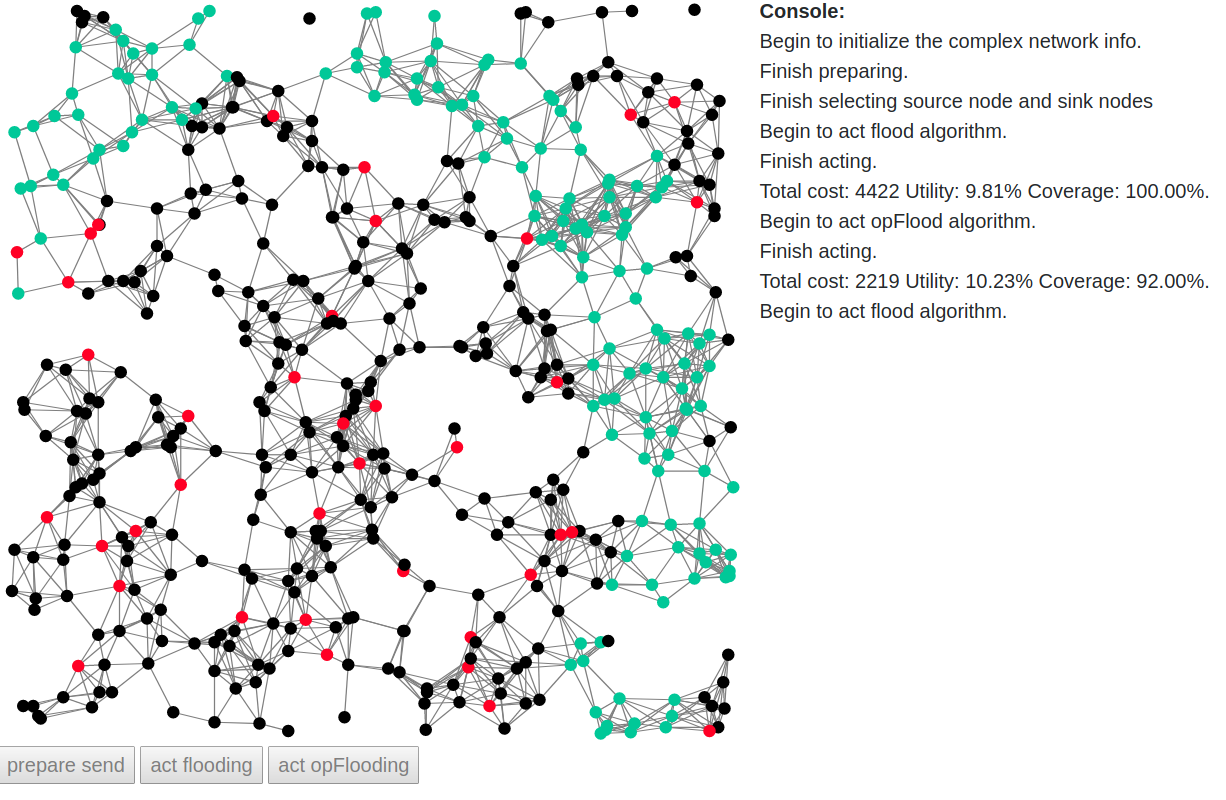 Console:
Begin to initialize the complex network info.
Finish preparing.
Finish selecting source node and sink nodes
Begin to act flood algorithm.
Finish acting.
Total cost: 4422 Utility: 9.81% Coverage: 100.00%.
Begin to act opFlood algorithm.
Finish acting.
Total cost: 2219 Utility: 10.23% Coverage: 92.00%.
Begin to act flood algorithm.
prepare send act flooding act opFlooding